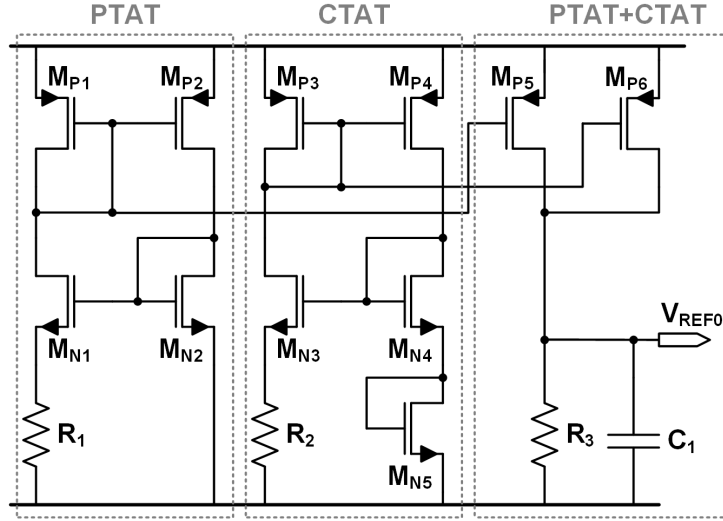 PTAT
CTAT
PTAT+CTAT
MP1
MP2
MP3
MP4
MP5
MP6
VREF0
MN1
MN2
MN3
MN4
R1
R2
R3
C1
MN5